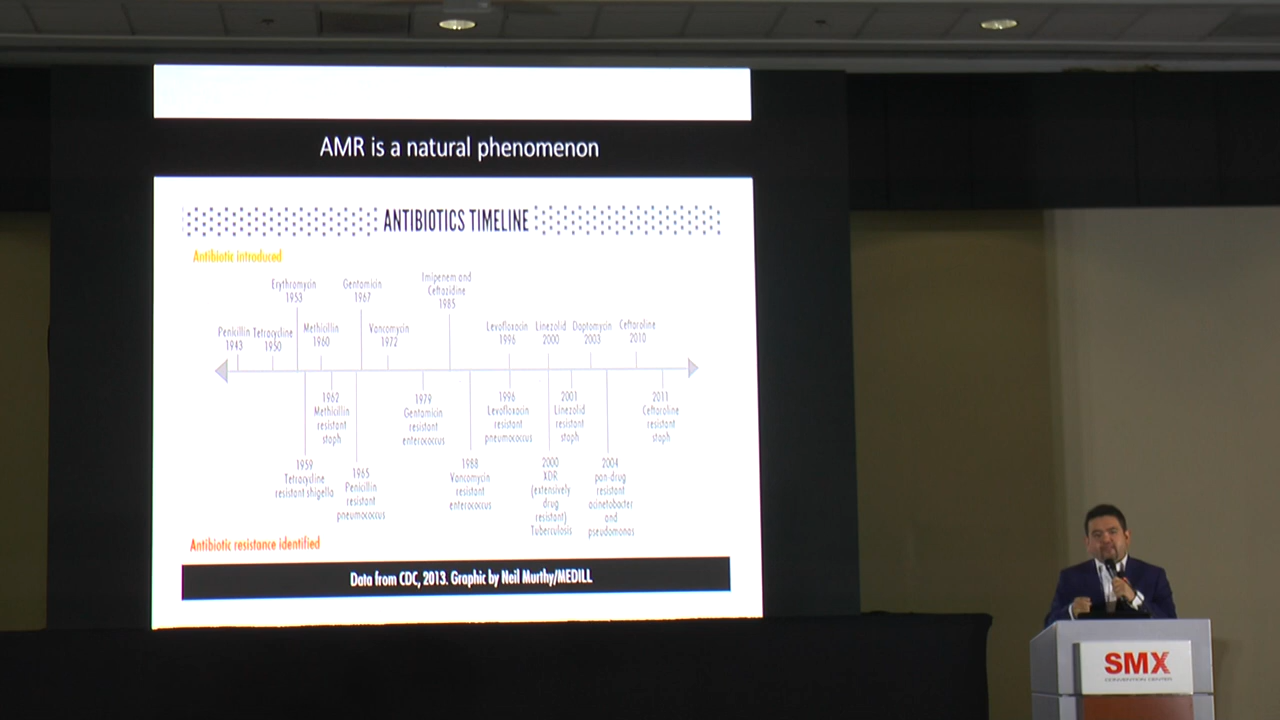 AMR is a natural phenomenon
ANTIBIOTICS TIMELINE
Antibiotic introduced
Penicillin
1943
Tetracycline
1950
Erythromycin
1953
Methicillin
1960
Gentamicin
1967
Vancomycin
1972
Imipenem and
Ceftazidine
1985
Levofloxacin
1996
Linezolid
2000
Daptomycin
2003
Ceftaroline
2010
1959
Tetracycline
resistant shigella
1962
Methicillin
resistant
staph
1965
Penicillin
resistant
pneumococcus
1979
Gentamicin
resistant
enterococcus
1988
Vancomycin
resistant
enterococcus
1996
Levofloxacin
resistant
pneumococcus
2000
XDR
(extensively
drug
resistant)
Tuberculosis
2001
Linezolid
resistant
staph
2004
pan-drug
resistant
acinetobacter
and
pseudomonas
2011
Ceftaroline
resistant
staph
Antibiotic resistance identified
Data from CDC, 2013. Graphic by Neil Murthy/MEDILL
SMX
CONVENTION CENTER